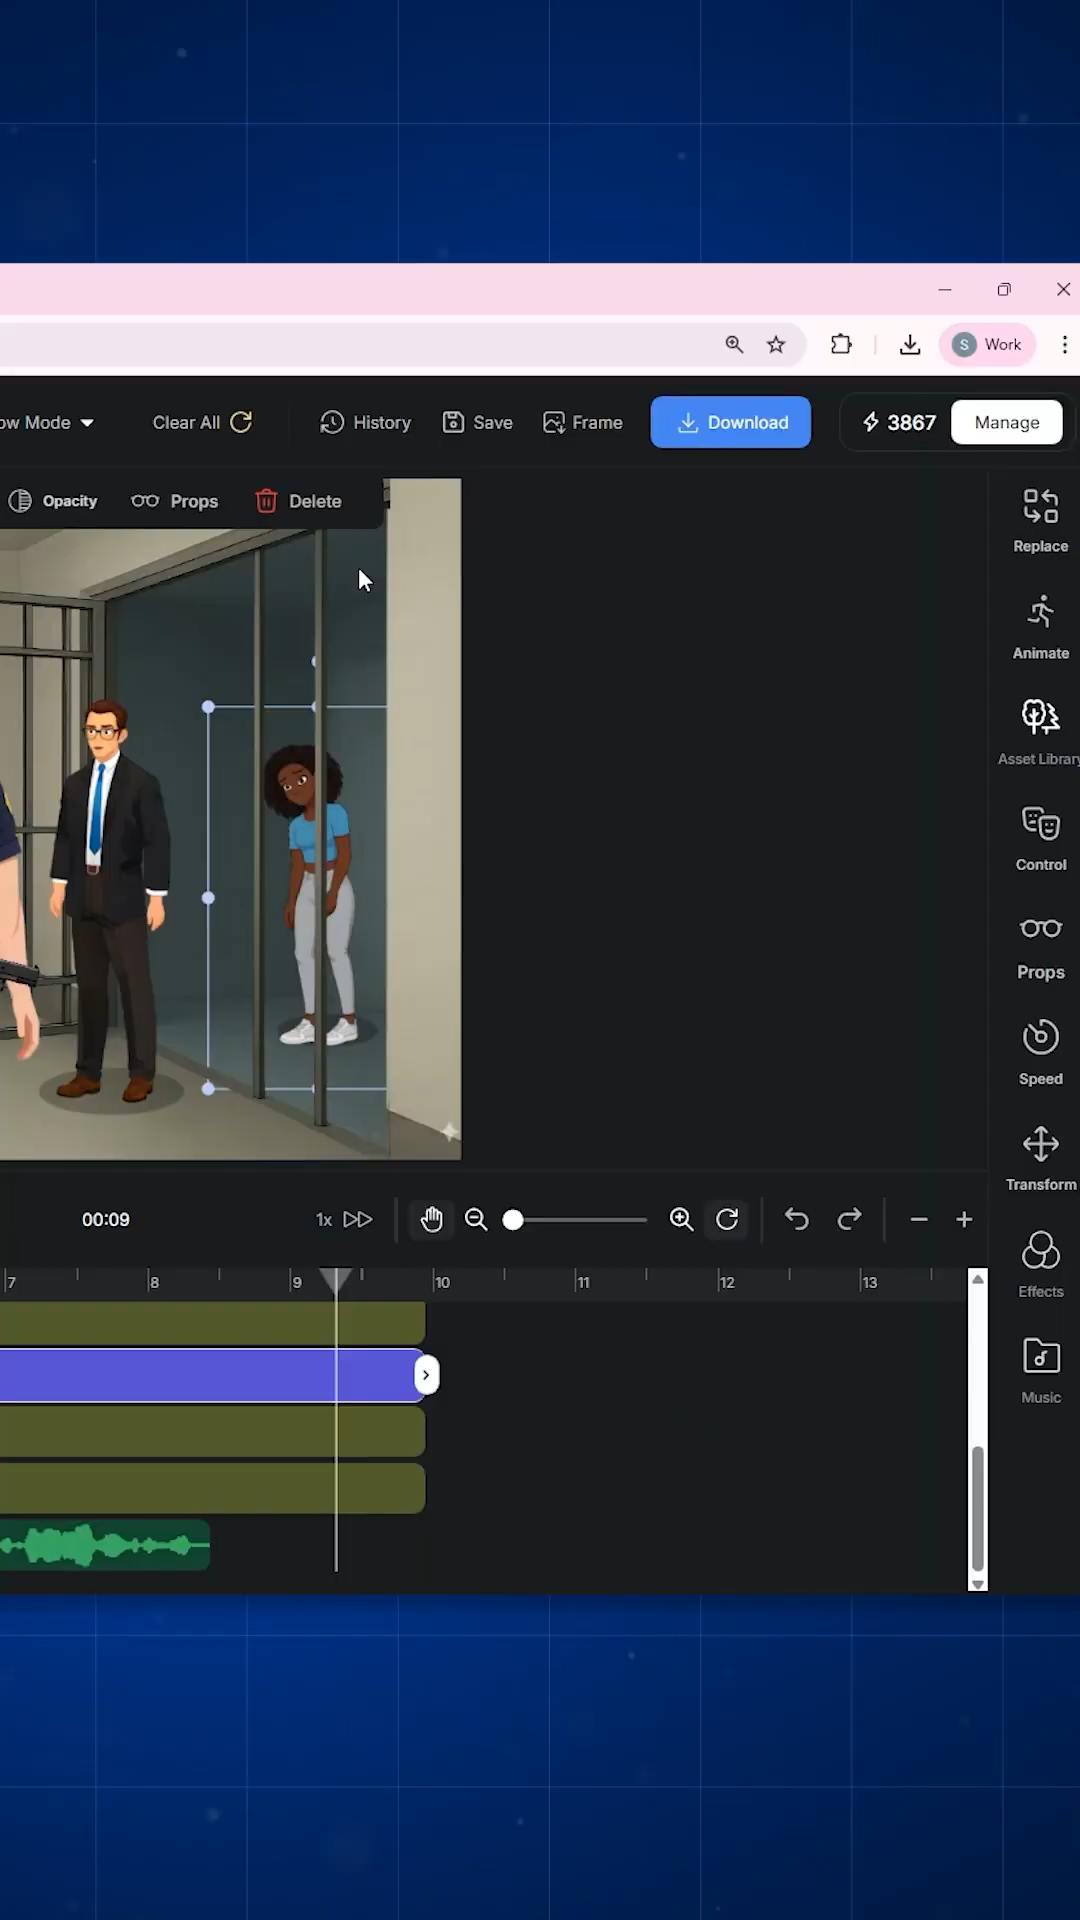 S Work
ow Mode
Clear All
History
Save
Frame
Download
3867
Manage
Opacity
Props
Delete
Replace
Animate
Asset Library
Control
Props
Speed
Transform
Effects
Music
00:09
1x
7 8 9 10 11 12 13